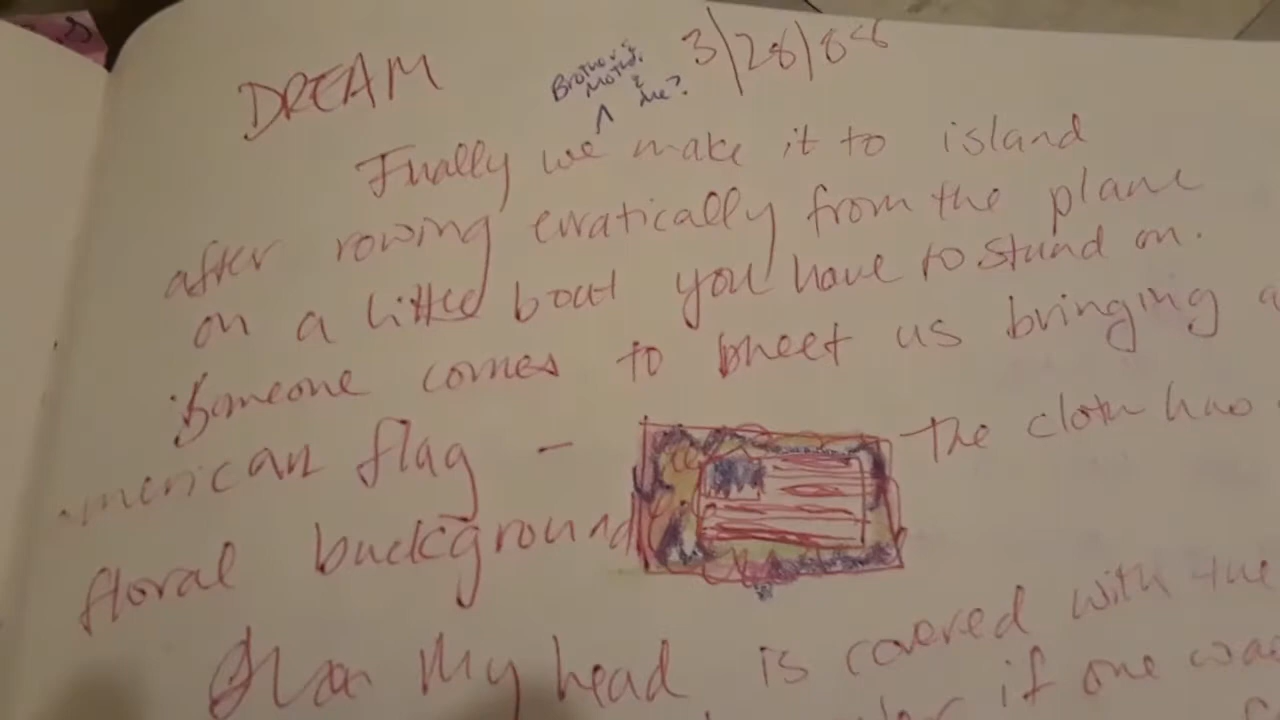 DREAM 3/28/88
Brother & Mother & me?
Finally we make it to island
after rowing erratically from the plane
on a little boat you have to stand on.
Someone comes to meet us bringing a
merican flag – The cloth has
floral background
my head is covered with the
if one was